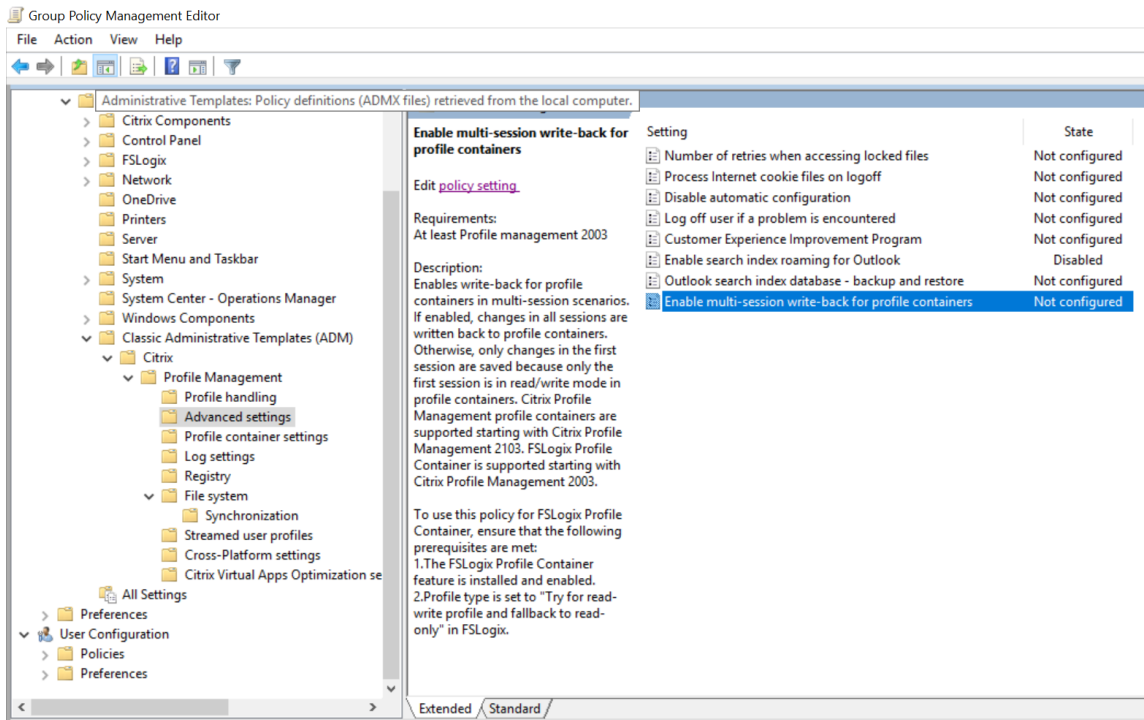 Group Policy Management Editor
File Action View Help
Administrative Templates: Policy definitions (ADMX files) retrieved from the local computer.
Citrix Components
Control Panel
FSLogix
Network
OneDrive
Printers
Server
Start Menu and Taskbar
System
System Center - Operations Manager
Windows Components
Classic Administrative Templates (ADM)
Citrix
Profile Management
Profile handling
Advanced settings
Profile container settings
Log settings
Registry
File system
Synchronization
Streamed user profiles
Cross-Platform settings
Citrix Virtual Apps Optimization se
All Settings
Preferences
User Configuration
Policies
Preferences
Enable multi-session write-back for
profile containers
Edit policy setting
Requirements:
At least Profile management 2003
Description:
Enables write-back for profile
containers in multi-session scenarios.
If enabled, changes in all sessions are
written back to profile containers.
Otherwise, only changes in the first
session are saved because only the
first session is in read/write mode in
profile containers. Citrix Profile
Management profile containers are
supported starting with Citrix Profile
Management 2103. FSLogix Profile
Container is supported starting with
Citrix Profile Management 2003.
To use this policy for FSLogix Profile
Container, ensure that the following
prerequisites are met:
1.The FSLogix Profile Container
feature is installed and enabled.
2.Profile type is set to "Try for read-
write profile and fallback to read-
only" in FSLogix.
Setting State
Number of retries when accessing locked files Not configured
Process Internet cookie files on logoff Not configured
Disable automatic configuration Not configured
Log off user if a problem is encountered Not configured
Customer Experience Improvement Program Not configured
Enable search index roaming for Outlook Disabled
Outlook search index database - backup and restore Not configured
Enable multi-session write-back for profile containers Not configured
Extended Standard